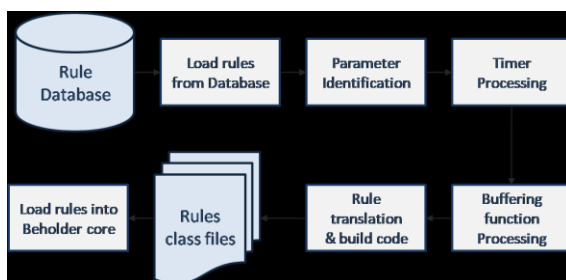 Rule
Database
Load rules
from Database
Parameter
Identification
Timer
Processing
Buffering
function
Processing
Rule
translation
& build code
Rules
class files
Load rules into
Beholder core